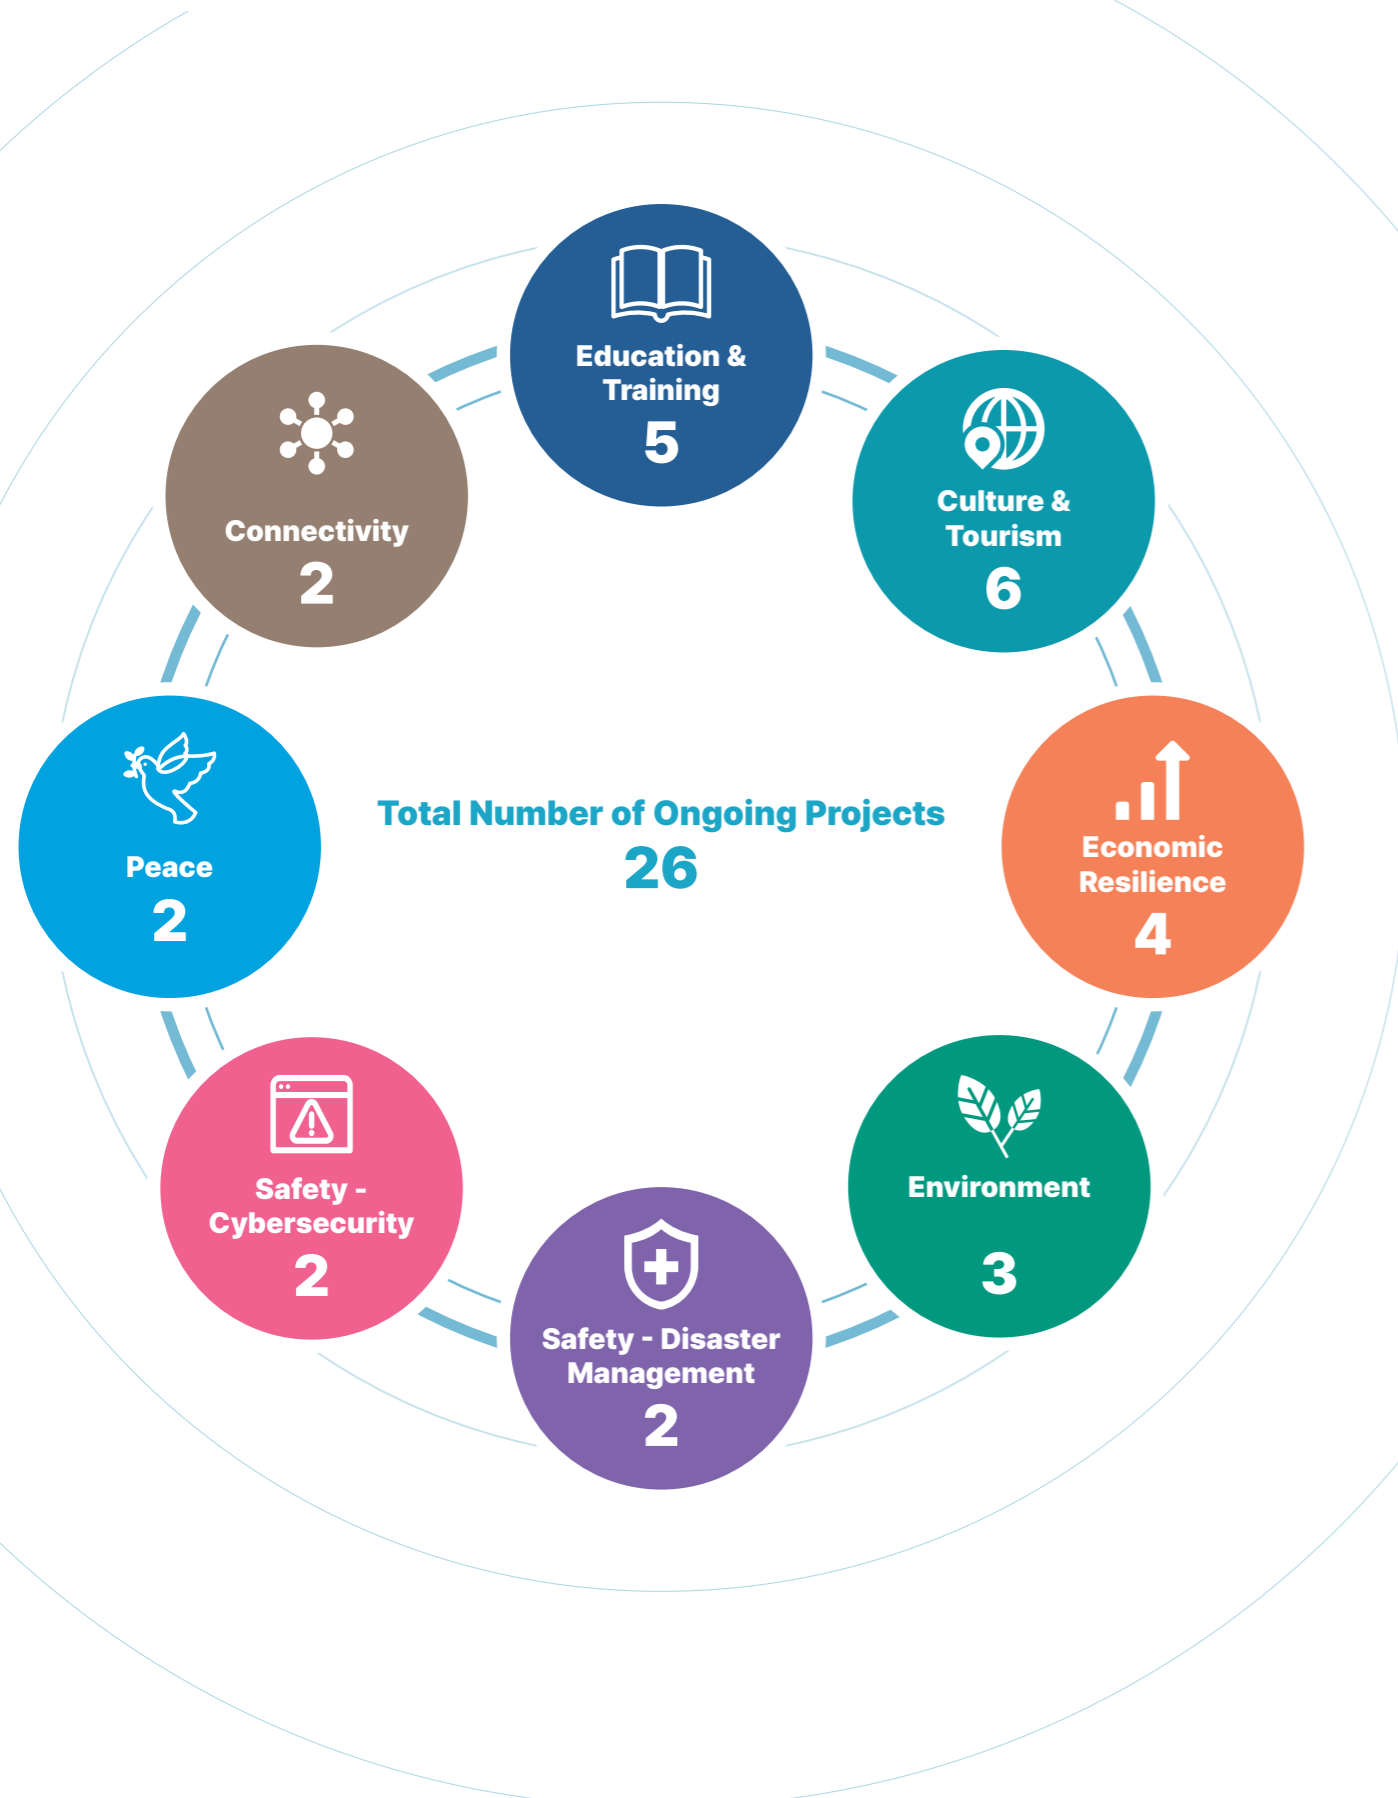 Education &
Training
5
Culture &
Tourism
6
Economic
Resilience
4
Environment
3
Safety - Disaster
Management
2
Safety -
Cybersecurity
2
Peace
2
Connectivity
2
Total Number of Ongoing Projects
26